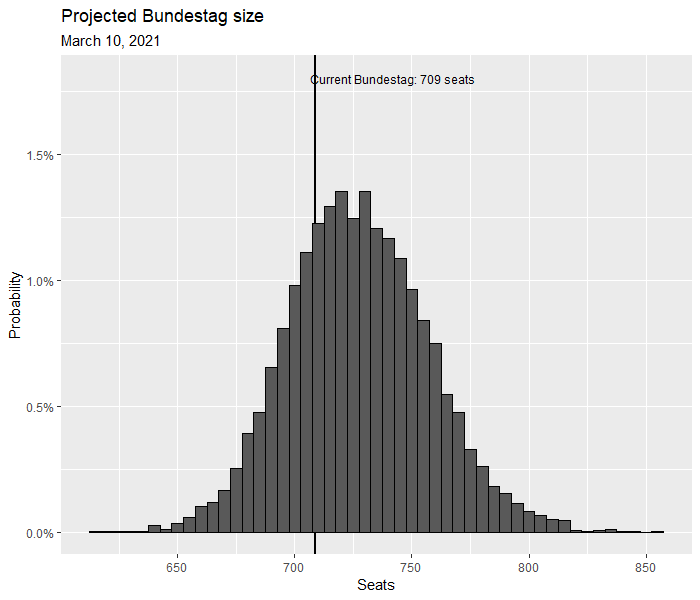 Projected Bundestag size
March 10, 2021
Current Bundestag: 709 seats
1.5%
1.0%
0.5%
0.0%
Probability
650 700 750 800 850
Seats